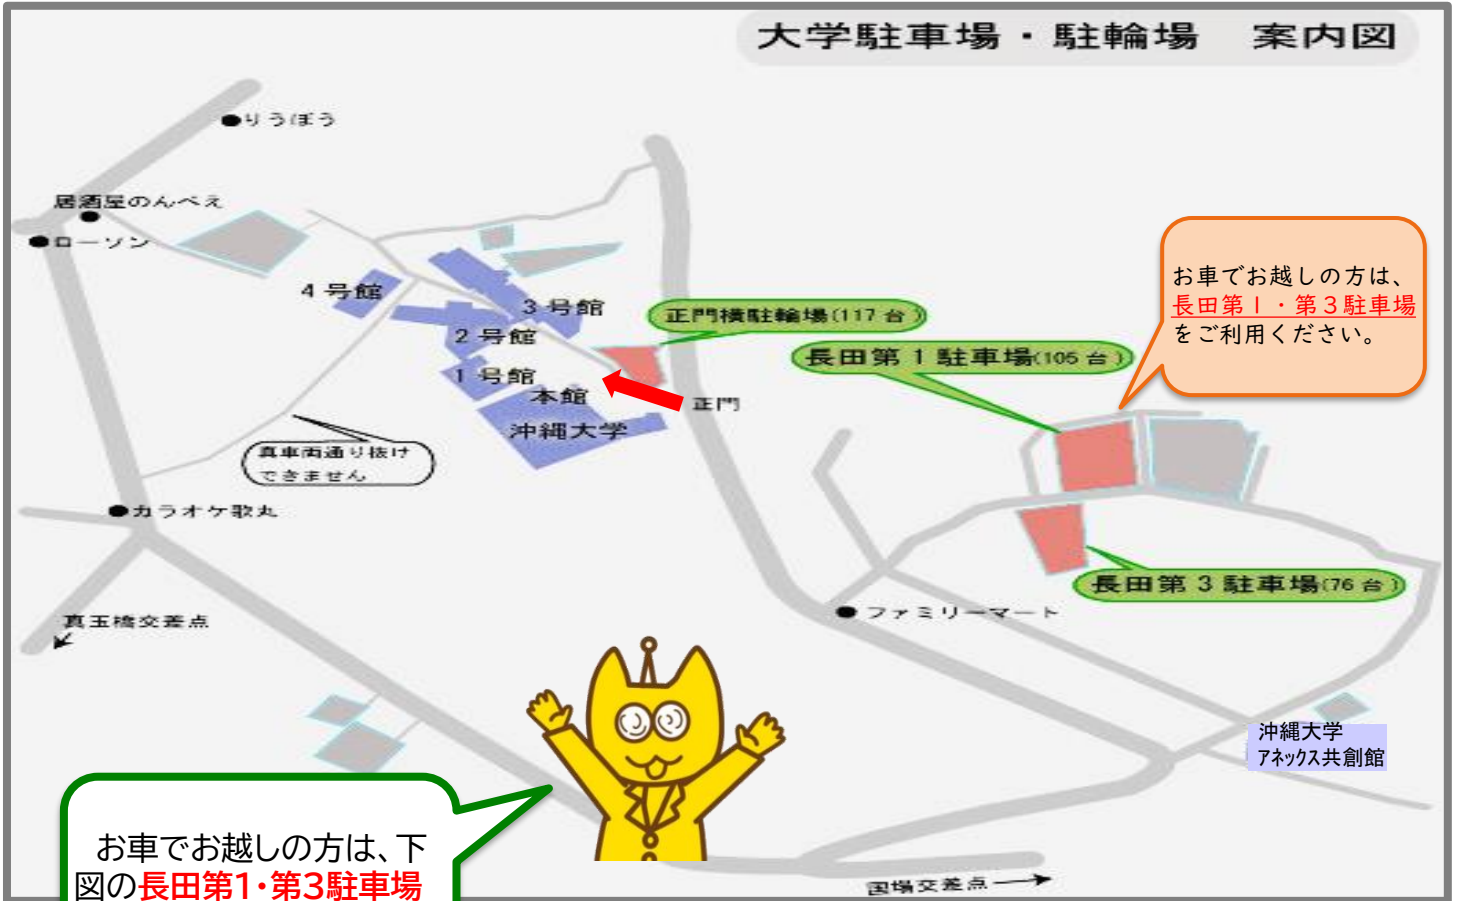 大学駐車場・駐輪場　案内図
●りうぼう
居酒屋のんべえ
●ローソン
4号館
3号館
2号館
1号館
本館
沖縄大学
正門横駐輪場(117台)
長田第1駐車場(105台)
お車でお越しの方は、
長田第1・第3駐車場
をご利用ください。
正門
真車両通り抜け
できません
●カラオケ歌丸
長田第3駐車場(76台)
●ファミリーマート
真玉橋交差点
沖縄大学
アネックス共創館
お車でお越しの方は、下
図の長田第1・第3駐車場
国場交差点